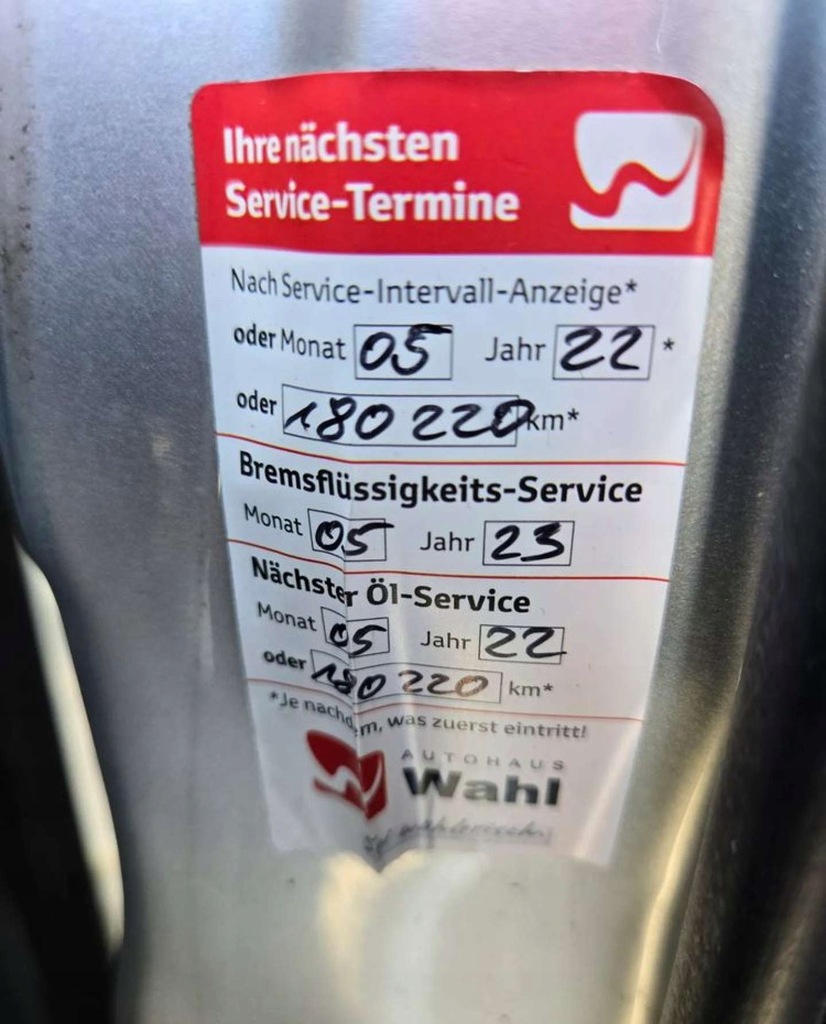 Ihre nächsten
Service-Termine
Nach Service-Intervall-Anzeige*
oder Monat 05 Jahr 22 *
oder 180 220 km*
Bremsflüssigkeits-Service
Monat 05 Jahr 23
Nächster Öl-Service
Monat 05 Jahr 22
oder 180 220 km*
*Je nachdem, was zuerst eintritt!
AUTOHAUS
Wahl